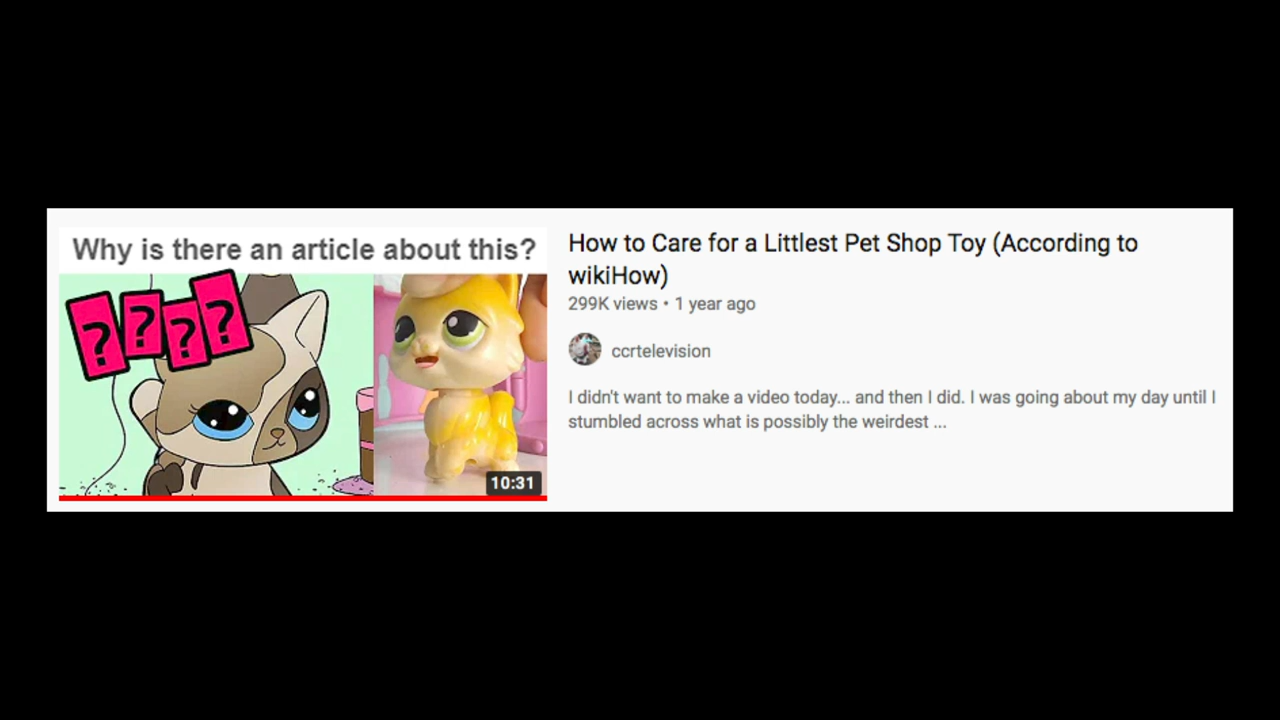 Why is there an article about this?
? ? ? ?
10:31
How to Care for a Littlest Pet Shop Toy (According to
wikiHow)
299K views • 1 year ago
ccrtelevision
I didn't want to make a video today... and then I did. I was going about my day until I
stumbled across what is possibly the weirdest ...